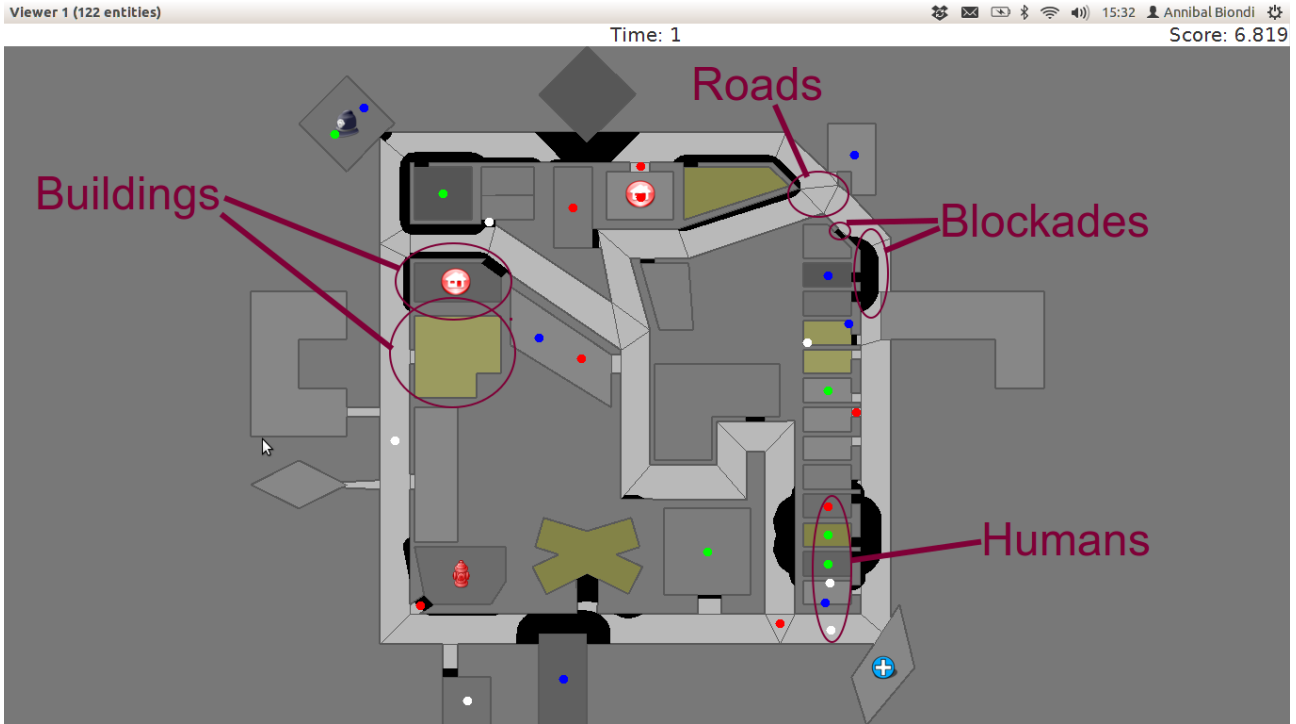 Viewer 1 (122 entities)
15:32
Annibal Biondi
Time: 1
Score: 6.819
Roads
Buildings
Blockades
Humans